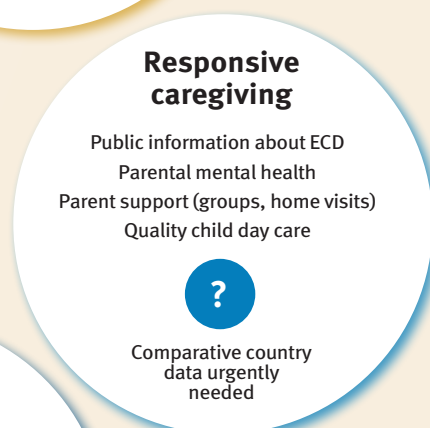 Responsive
caregiving
Public information about ECD
Parental mental health
Parent support (groups, home visits)
Quality child day care
?
Comparative country
data urgently
needed